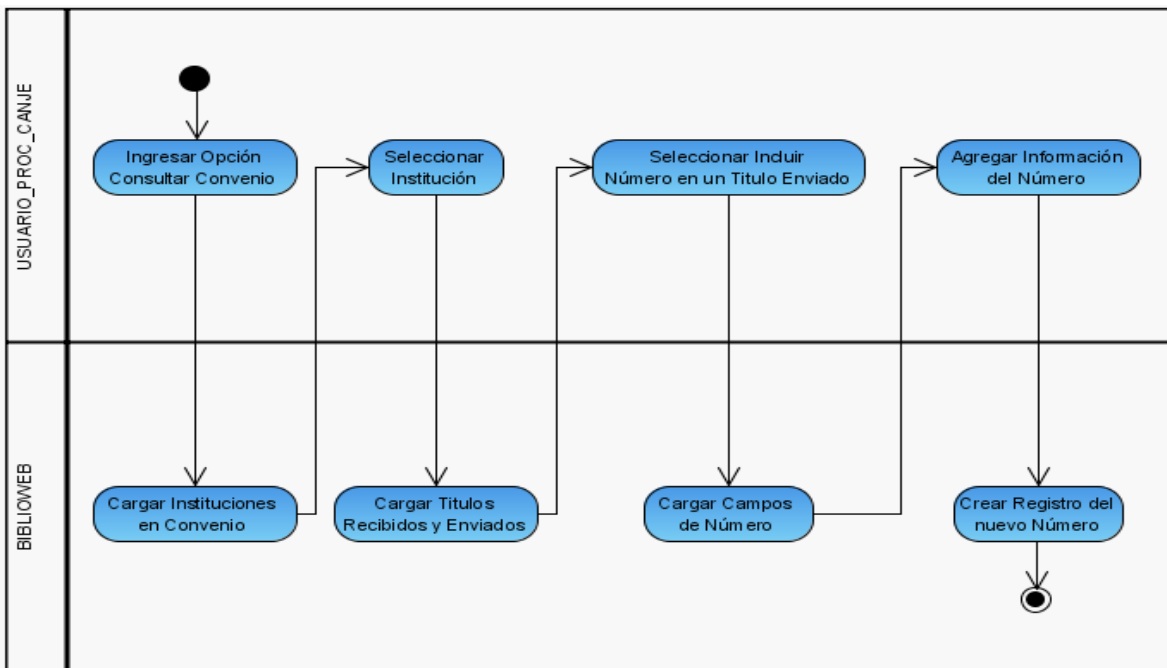 USUARIO_PROC_CANJE
Ingresar Opción
Consultar Convenio
Seleccionar
Institución
Seleccionar Incluir
Número en un Titulo Enviado
Agregar Información
del Número
BIBLIOWEB
Cargar Instituciones
en Convenio
Cargar Titulos
Recibidos y Enviados
Cargar Campos
de Número
Crear Registro del
nuevo Número